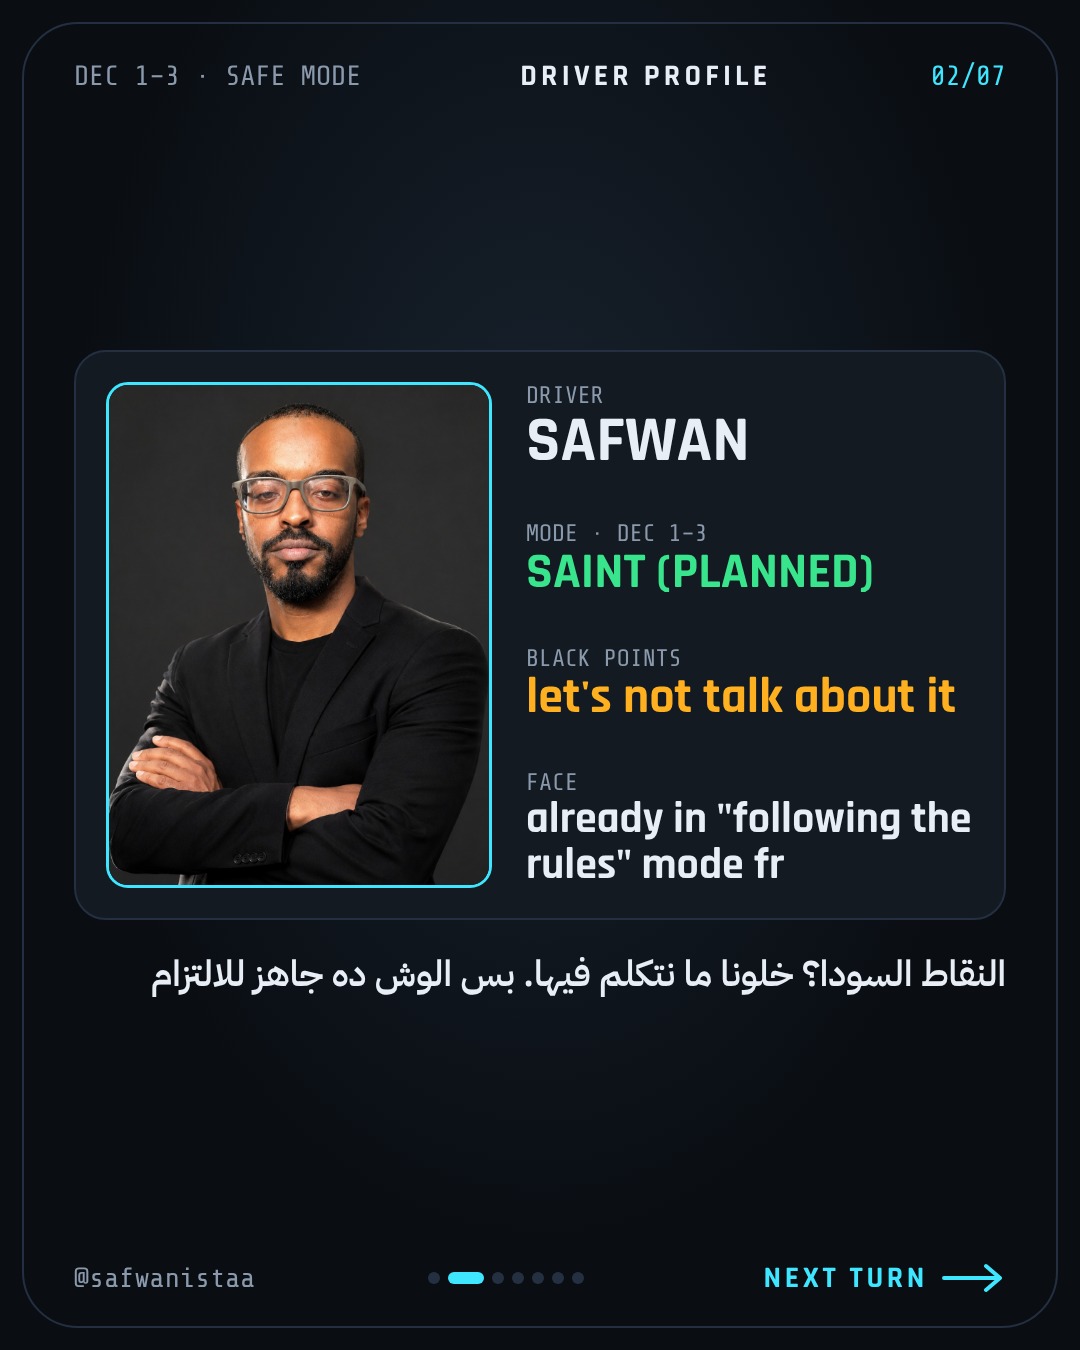 DEC 1–3 · SAFE MODE
DRIVER PROFILE
02/07
DRIVER
SAFWAN
MODE · DEC 1–3
SAINT (PLANNED)
BLACK POINTS
let's not talk about it
FACE
already in "following the
rules" mode fr
النقاط السودا؟ خلونا ما نتكلم فيها. بس الوش ده جاهز للالتزام
@safwanistaa
NEXT TURN